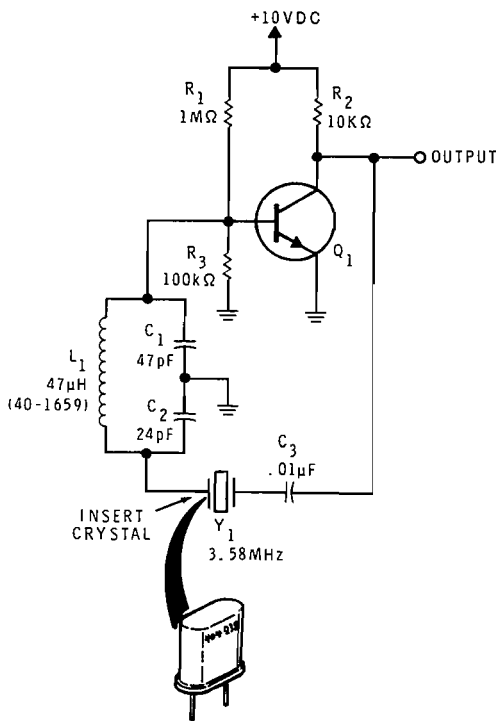 +10VDC
R1
1MΩ
R2
10KΩ
OUTPUT
Q1
R3
100kΩ
L1
47µH
(40-1659)
C1
47pF
C2
24pF
C3
.01µF
INSERT
CRYSTAL
Y1
3.58MHz